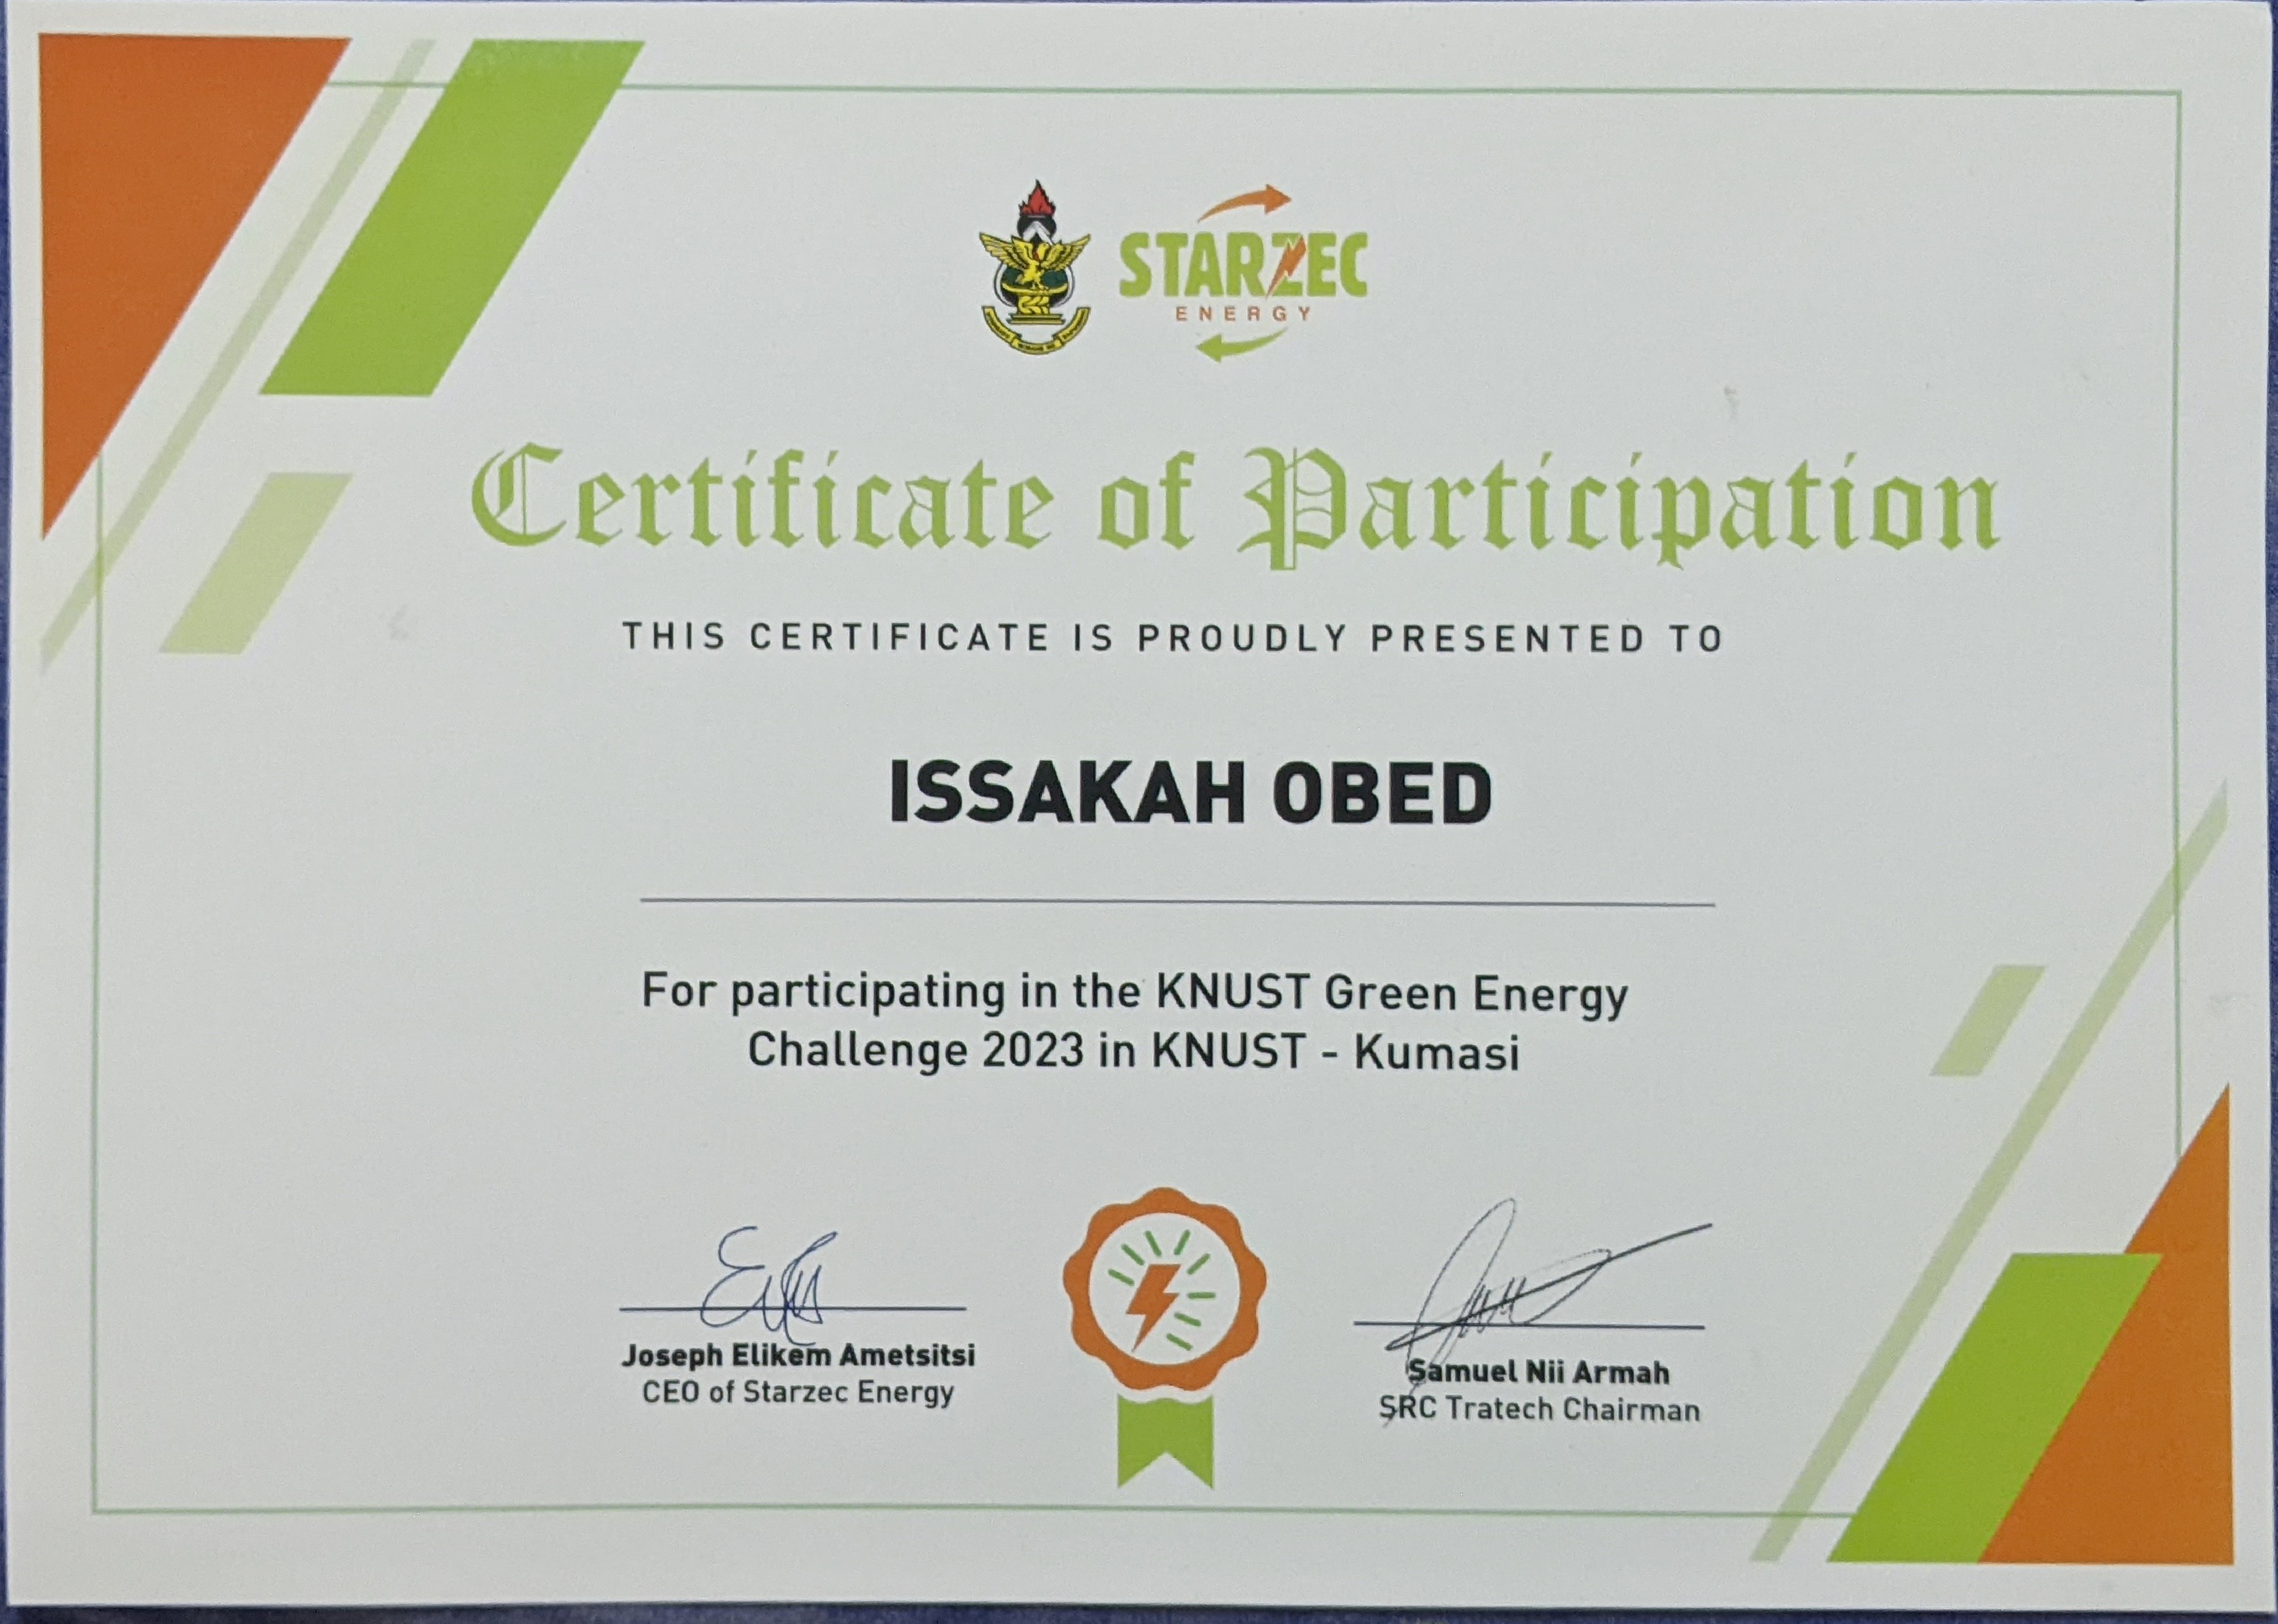 STARZEC
ENERGY
Certificate of Participation
THIS CERTIFICATE IS PROUDLY PRESENTED TO
ISSAKAH OBED
For participating in the KNUST Green Energy
Challenge 2023 in KNUST - Kumasi
Joseph Elikem Ametsitsi
CEO of Starzec Energy
Samuel Nii Armah
SRC Tratech Chairman